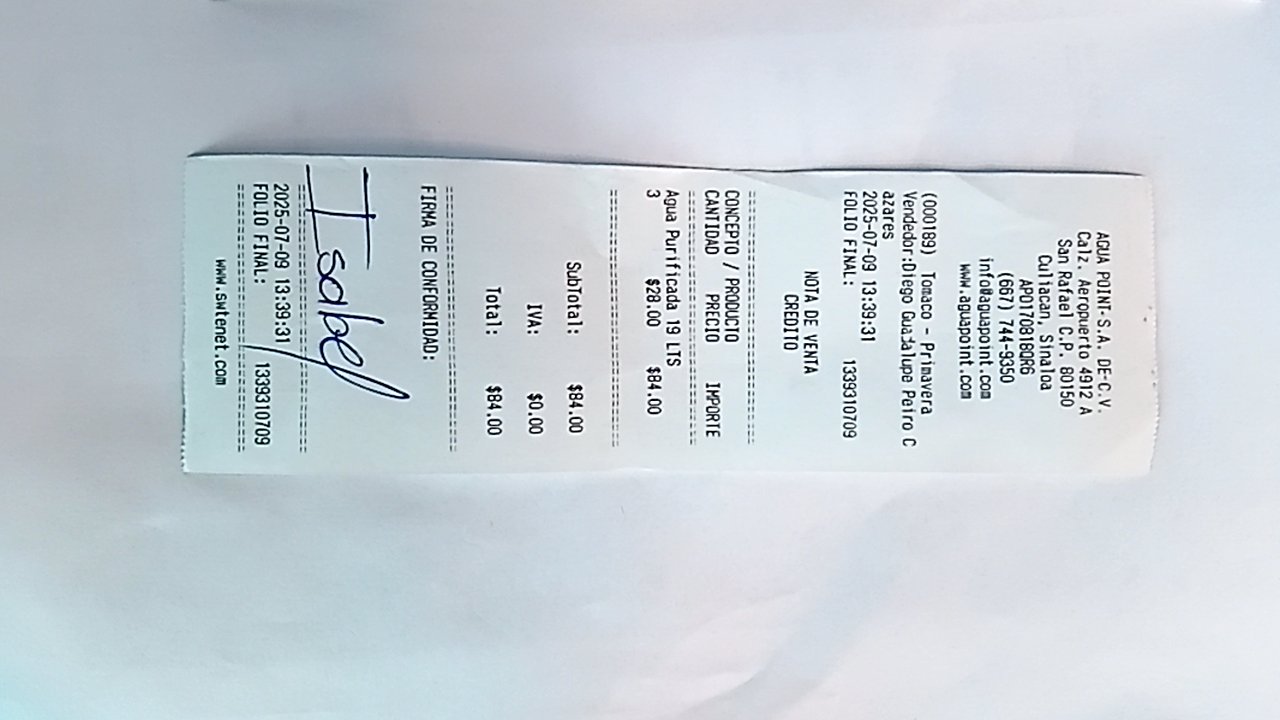 AGUA POINT-S.A. DE-C.V.
Calz. Aeropuerto 4912 A
San Rafael C.P. 80150
Culiacan, Sinaloa
APO170818QR6
(667) 744-9350
info@aguapoint.com
www.aguapoint.com
(000189) Tomaco - Primavera
Vendedor:Diego Guadalupe Peiro C
azares
2025-07-09 13:39:31
FOLIO FINAL: 1339310709
NOTA DE VENTA
CREDITO
================================
CONCEPTO / PRODUCTO
CANTIDAD PRECIO IMPORTE
================================
Agua Purificada 19 LTS
3 $28.00 $84.00
================================
SubTotal: $84.00
IVA: $0.00
Total: $84.00
================================
FIRMA DE CONFORMIDAD:
Isabel
================================
2025-07-09 13:39:31
FOLIO FINAL: 1339310709
================================
www.swtenet.com